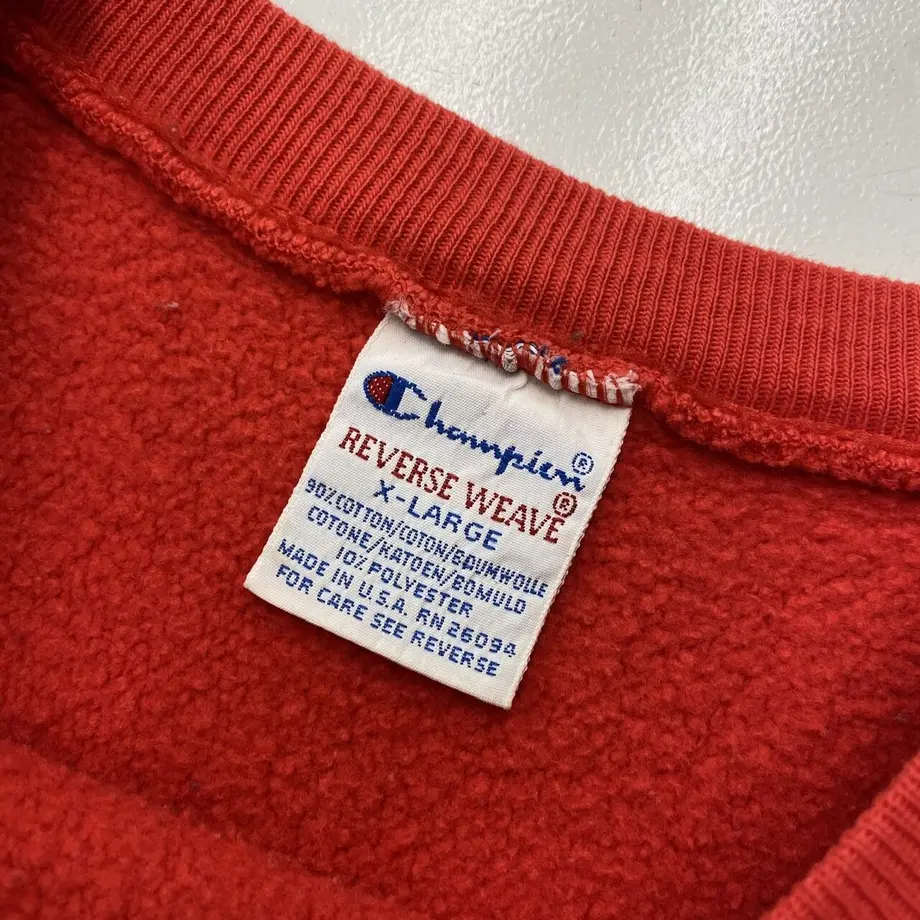 Champion®
REVERSE WEAVE®
X-LARGE
90%COTTON/COTON/BAUMWOLLE
COTONE/KATOEN/BOMULD
10% POLYESTER
MADE IN U.S.A. RN 26094
FOR CARE SEE REVERSE